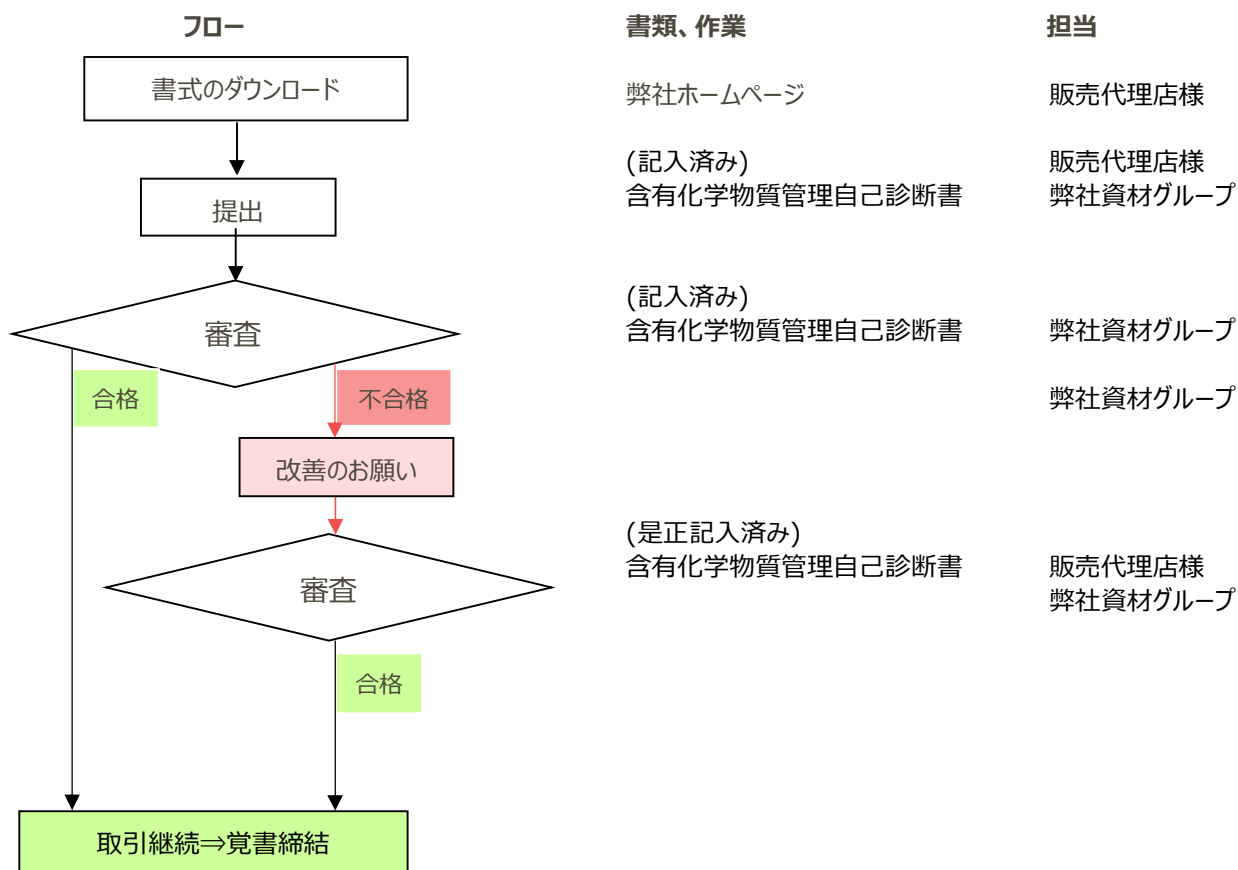 フロー 書類、作業 担当
書式のダウンロード 弊社ホームページ 販売代理店様
(記入済み) 販売代理店様
提出 含有化学物質管理自己診断書 弊社資材グループ
(記入済み)
審査 含有化学物質管理自己診断書 弊社資材グループ
合格 不合格 弊社資材グループ
改善のお願い
(是正記入済み)
審査 含有化学物質管理自己診断書 販売代理店様
弊社資材グループ
合格
取引継続⇒覚書締結